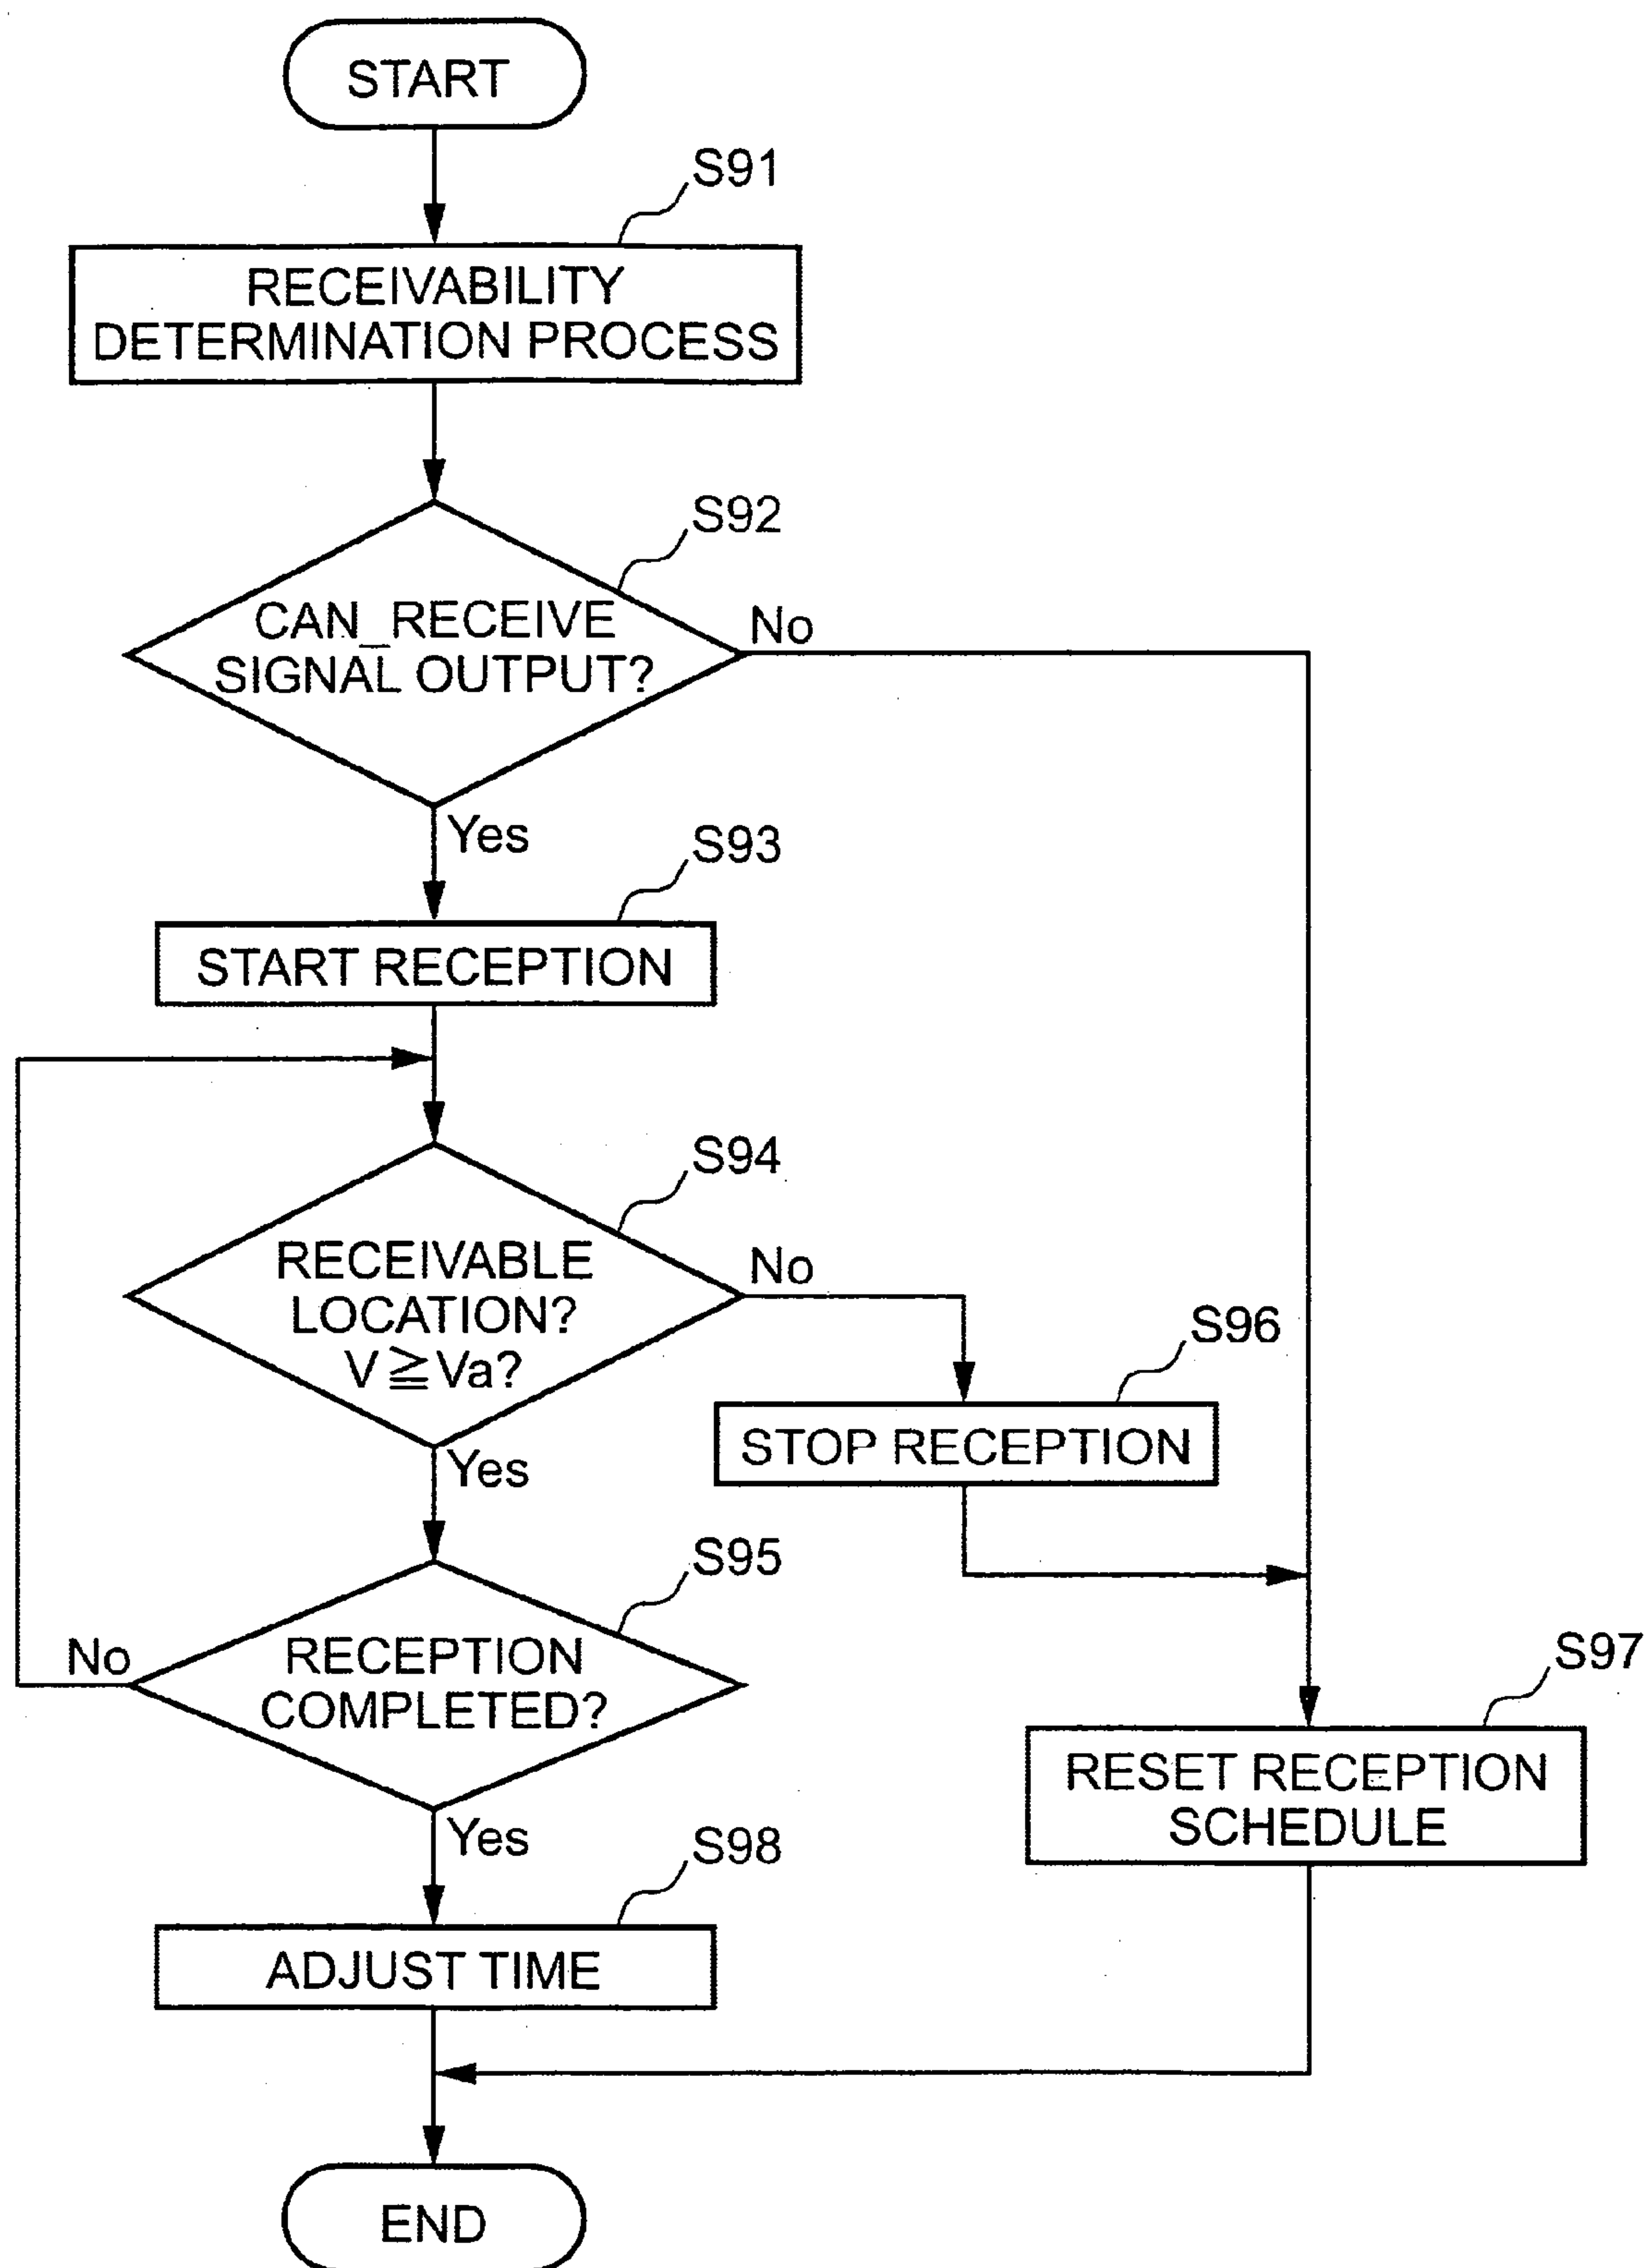 START
S91
RECEIVABILITY
DETERMINATION PROCESS
S92
CAN_RECEIVE
SIGNAL OUTPUT?
No
Yes
S93
START RECEPTION
S94
RECEIVABLE
LOCATION?
V≧Va?
No
Yes
S96
STOP RECEPTION
S95
RECEPTION
COMPLETED?
No
Yes
S97
RESET RECEPTION
SCHEDULE
S98
ADJUST TIME
END